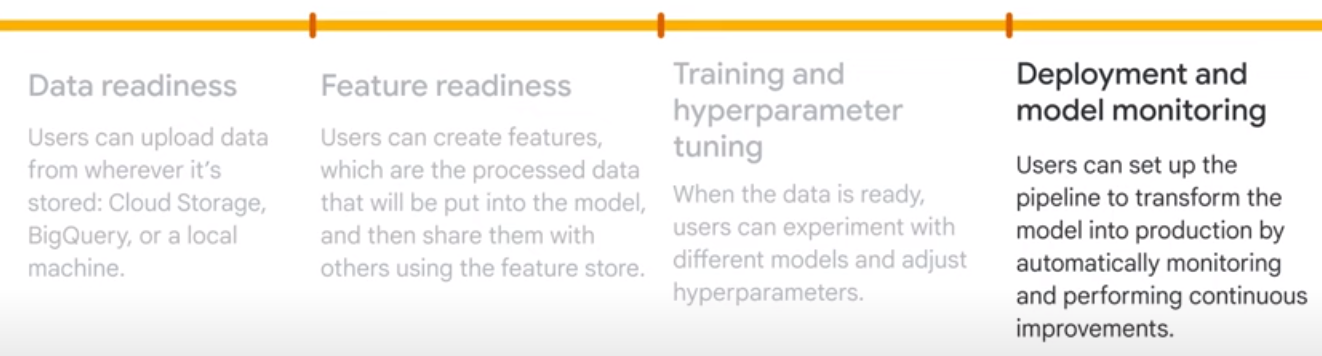 Data readiness
Users can upload data
from wherever it’s
stored: Cloud Storage,
BigQuery, or a local
machine.
Feature readiness
Users can create features,
which are the processed data
that will be put into the model,
and then share them with
others using the feature store.
Training and
hyperparameter
tuning
When the data is ready,
users can experiment with
different models and adjust
hyperparameters.
Deployment and
model monitoring
Users can set up the
pipeline to transform the
model into production by
automatically monitoring
and performing continuous
improvements.